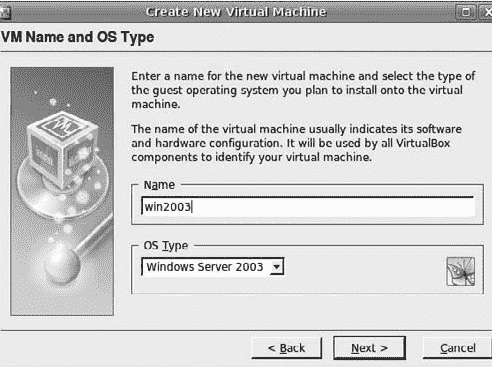 Create New Virtual Machine
VM Name and OS Type
Enter a name for the new virtual machine and select the type of
the guest operating system you plan to install onto the virtual
machine.
The name of the virtual machine usually indicates its software
and hardware configuration. It will be used by all VirtualBox
components to identify your virtual machine.
Name
win2003
OS Type
Windows Server 2003
< Back
Next >
Cancel